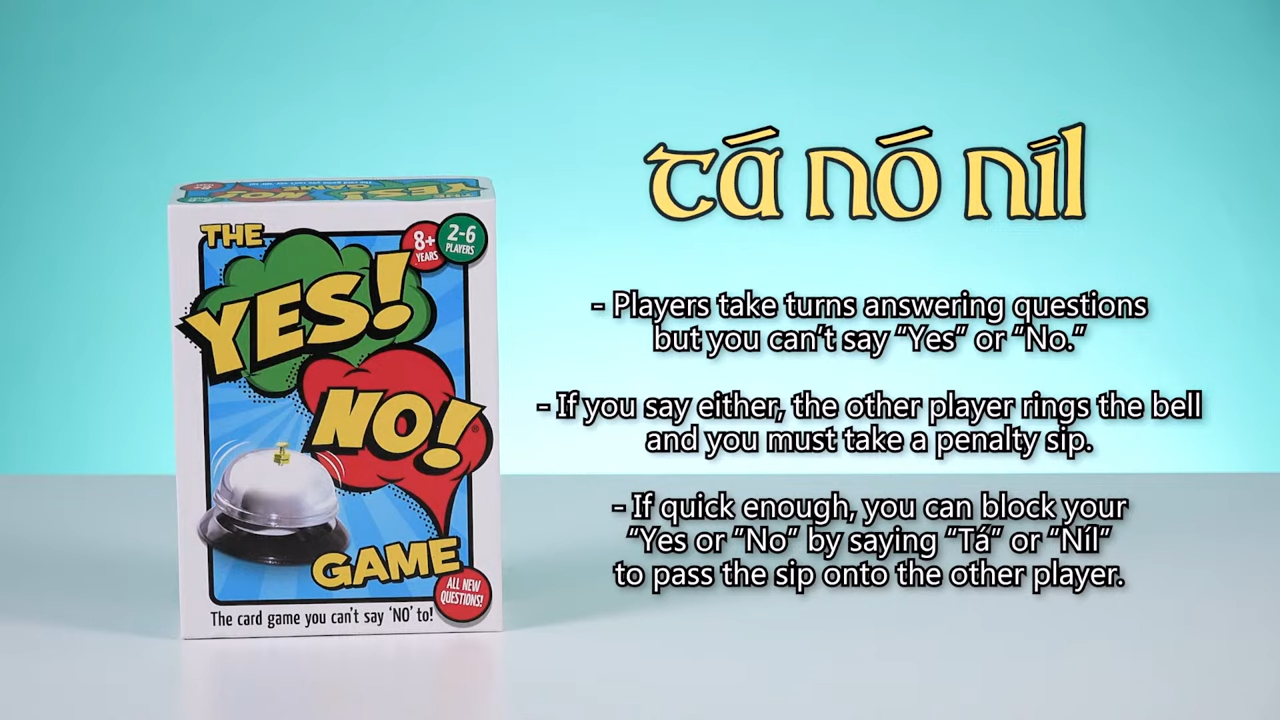 THE
YES!
NO!
GAME
8+
YEARS
2-6
PLAYERS
ALL NEW
QUESTIONS!
The card game you can't say 'NO' to!
Tá nó níl
- Players take turns answering questions
but you can't say “Yes” or “No.”
- If you say either, the other player rings the bell
and you must take a penalty sip.
- If quick enough, you can block your
“Yes or “No” by saying “Tá” or “Níl”
to pass the sip onto the other player.